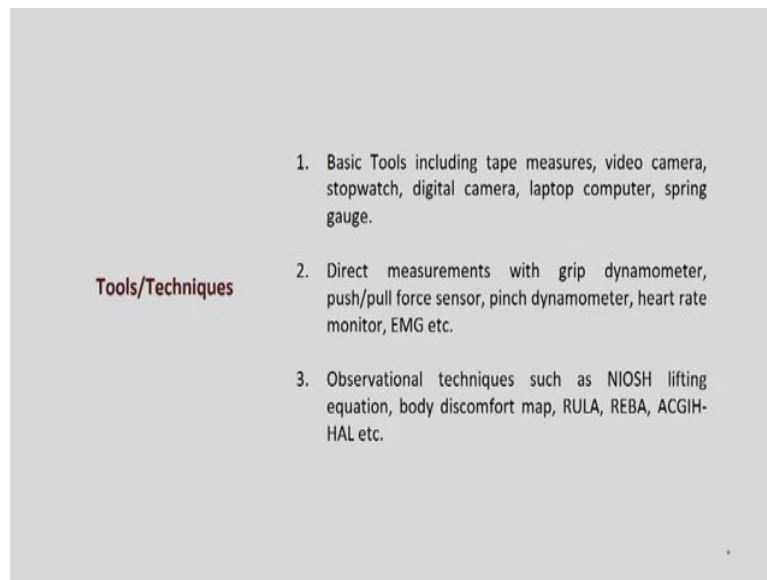 Tools/Techniques
1. Basic Tools including tape measures, video camera,
stopwatch, digital camera, laptop computer, spring
gauge.
2. Direct measurements with grip dynamometer,
push/pull force sensor, pinch dynamometer, heart rate
monitor, EMG etc.
3. Observational techniques such as NIOSH lifting
equation, body discomfort map, RULA, REBA, ACGIH-
HAL etc.